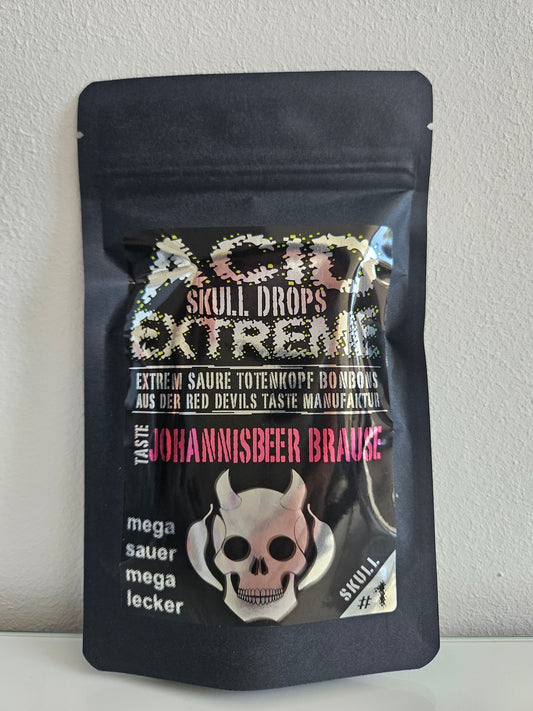 ACID
SKULL DROPS
EXTREME
EXTREM SAURE TOTENKOPF BONBONS
AUS DER RED DEVILS TASTE MANUFAKTUR
TASTE JOHANNISBEER BRAUSE
mega
sauer
mega
lecker
SKULL
# 1